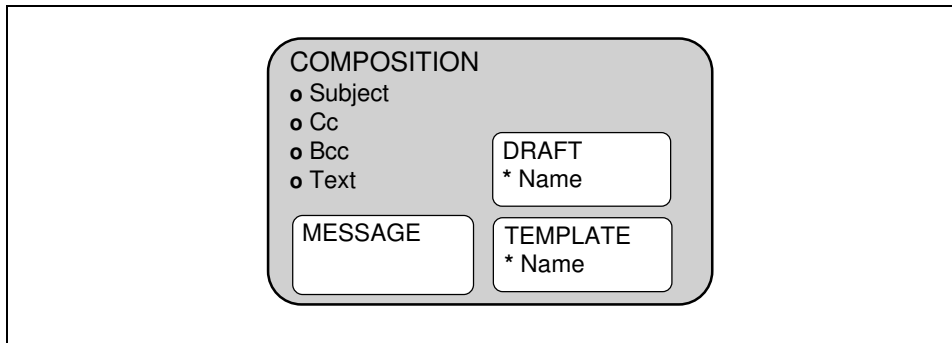 COMPOSITION
o Subject
o Cc
o Bcc
o Text
DRAFT
* Name
MESSAGE
TEMPLATE
* Name